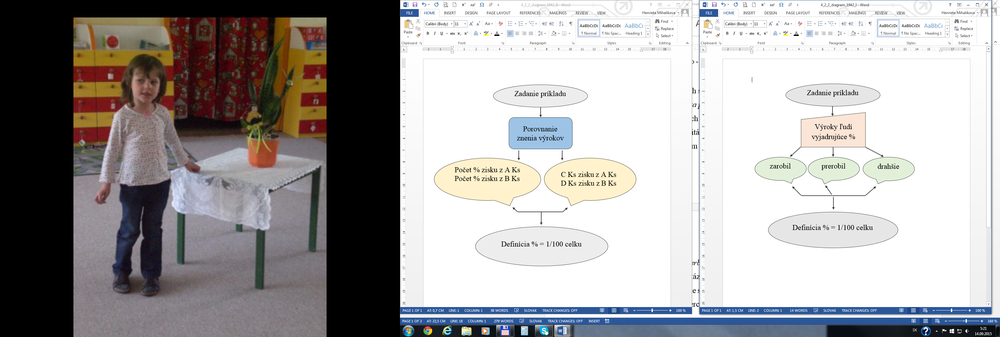 4_2_2_diagram_1942_II - Word
FILE HOME INSERT DESIGN PAGE LAYOUT REFERENCES MAILINGS REVIEW VIEW
Henrieta Mihalikova
Calibri (Body) 11
Paste
Clipboard
Font
Paragraph
AaBbCcDc AaBbCcDc AaBbCc
¶ Normal ¶ No Spac... Heading 1
Styles
Find
Replace
Select
Editing
Zadanie príkladu
Porovnanie
znenia výrokov
Počet % zisku z A Ks
Počet % zisku z B Ks
C Ks zisku z A Ks
D Ks zisku z B Ks
Definícia % = 1/100 celku
PAGE 1 OF 1 AT: 0,7 CM LINE: 1 COLUMN: 1 38 WORDS SLOVAK TRACK CHANGES: OFF 100 %
4_2_2_diagram_1942_I - Word
FILE HOME INSERT DESIGN PAGE LAYOUT REFERENCES MAILINGS REVIEW VIEW
Henrieta Mihalikova
Calibri (Body) 11
Paste
Clipboard
Font
Paragraph
AaBbCcDc AaBbCcDc AaBbCc
¶ Normal ¶ No Spac... Heading 1
Styles
Find
Replace
Select
Editing
Zadanie príkladu
Výroky ľudí
vyjadrujúce %
zarobil
prerobil
drahšie
Definícia % = 1/100 celku
PAGE 1 OF 1 AT: 1,5 CM LINE: 2 COLUMN: 1 14 WORDS SLOVAK TRACK CHANGES: OFF 100 %
PAGE 1 OF 2 AT: 22,5 CM LINE: 18 COLUMN: 1 279 WORDS SLOVAK TRACK CHANGES: OFF INSERT 160 %
SK
5:21
14.09.2015